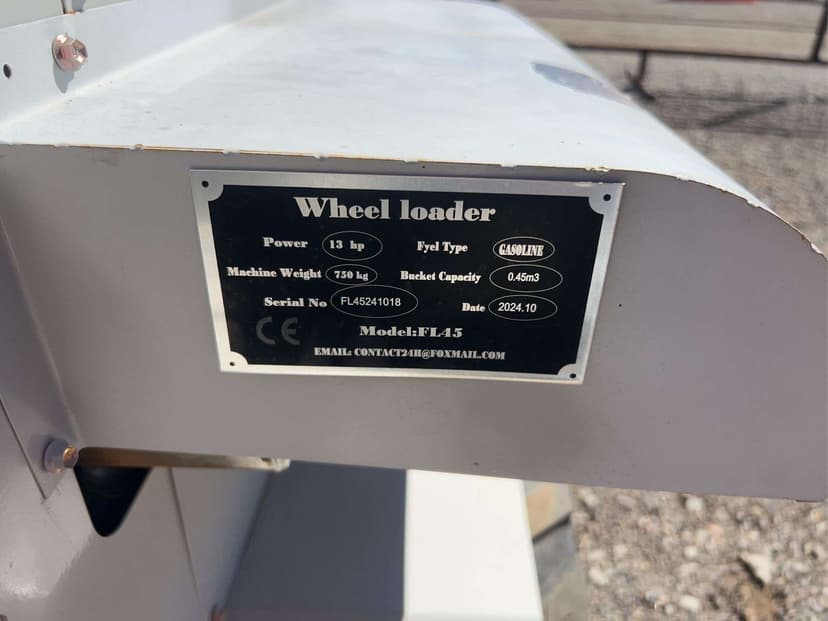 Wheel loader
Power 13 hp Fyel Type GASOLINE
Machine Weight 750 kg Bucket Capacity 0.45m3
Serial No FL45241018 Date 2024.10
CE Model:FL45
EMAIL: CONTACT24H@FOXMAIL.COM